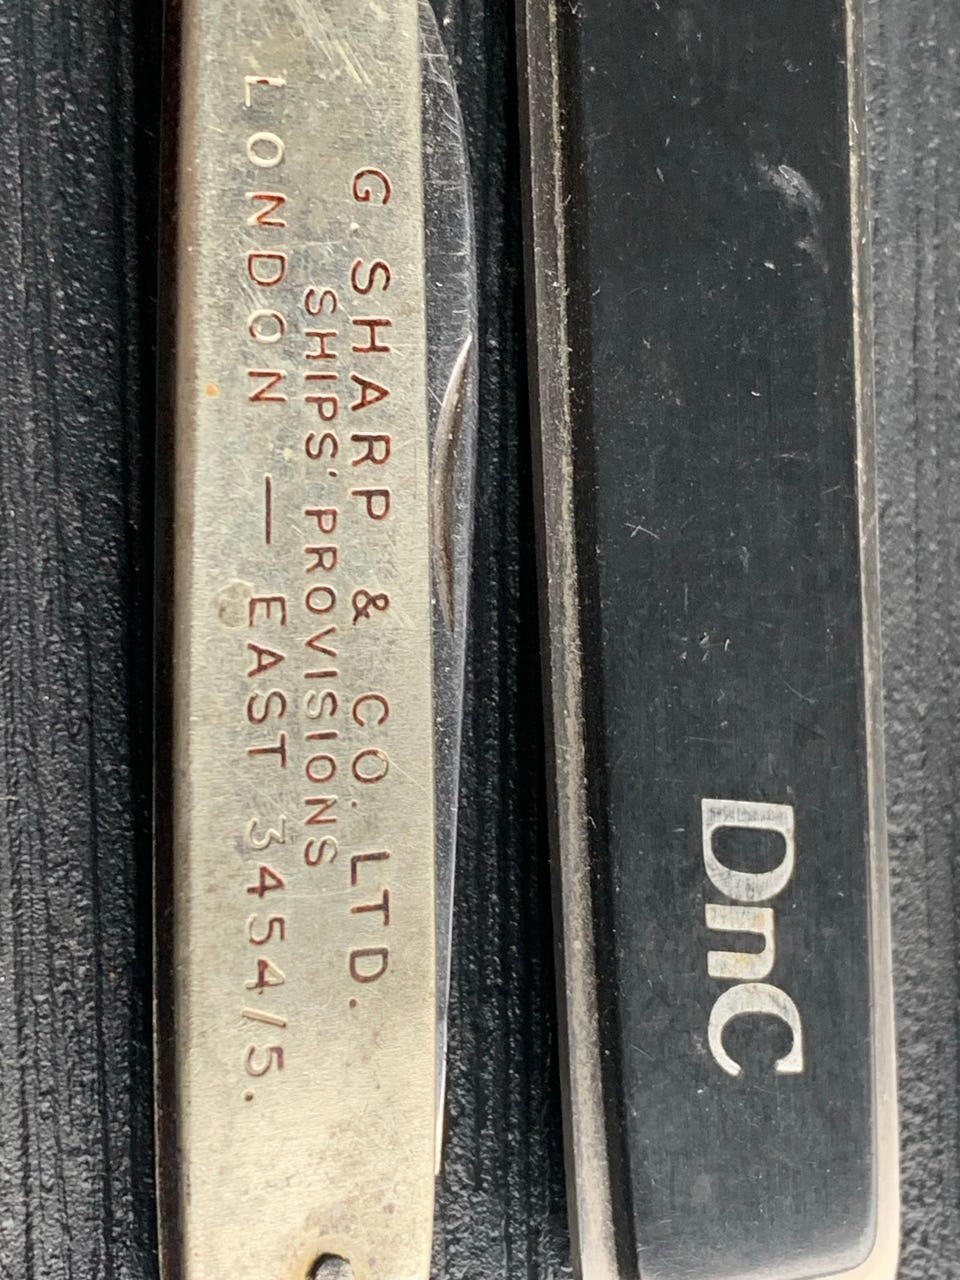 G. SHARP & CO. LTD.
SHIPS' PROVISIONS
LONDON — EAST 3454/5.
DnC